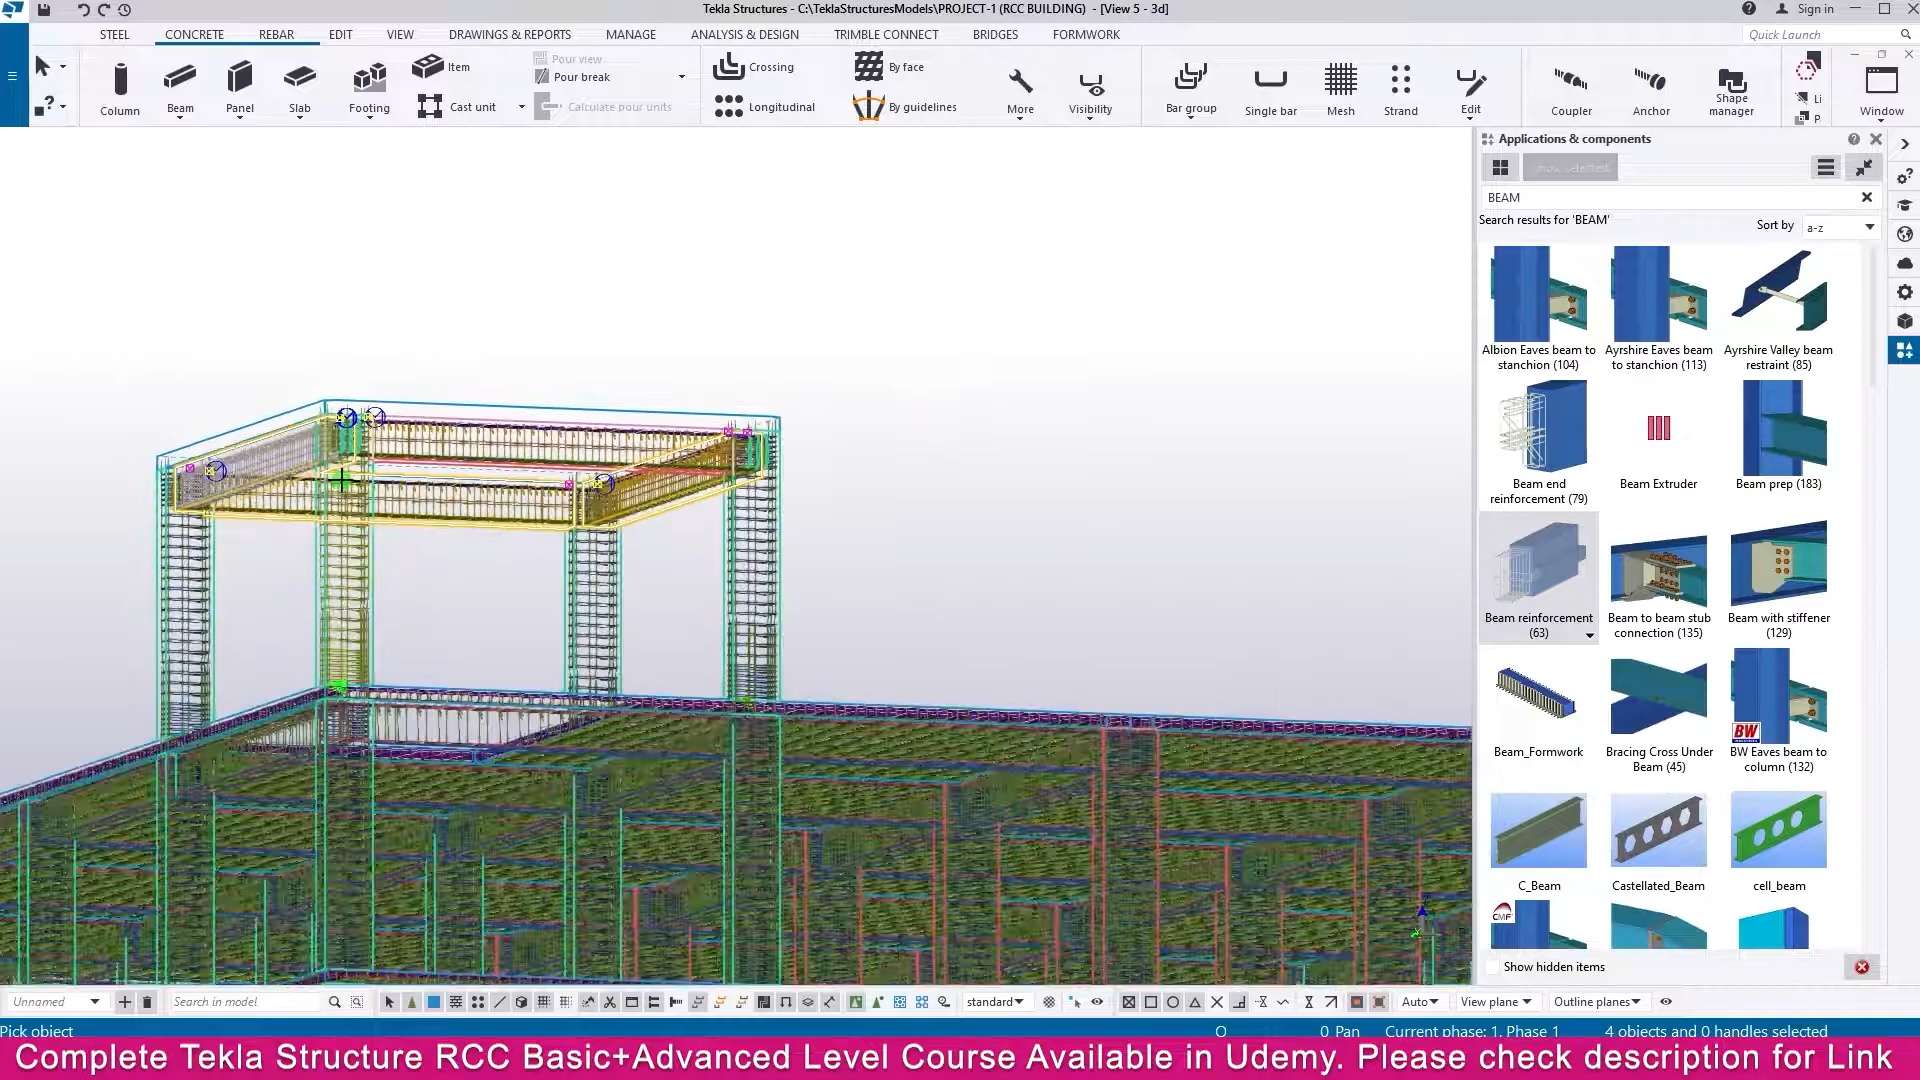 Tekla Structures - C:\TeklaStructuresModels\PROJECT-1 (RCC BUILDING) - [View 5 - 3d]
Sign in
STEEL CONCRETE REBAR EDIT VIEW DRAWINGS & REPORTS MANAGE ANALYSIS & DESIGN TRIMBLE CONNECT BRIDGES FORMWORK
Quick Launch
Column
Beam
Panel
Slab
Footing
Item
Cast unit
Pour view
Pour break
Calculate pour units
Crossing
Longitudinal
By face
By guidelines
More
Visibility
Bar group
Single bar
Mesh
Strand
Edit
Coupler
Anchor
Shape
manager
Li
P
Window
Applications & components
show selected
BEAM
Search results for 'BEAM'
Sort by
a-z
Albion Eaves beam to
stanchion (104)
Ayrshire Eaves beam
to stanchion (113)
Ayrshire Valley beam
restraint (85)
Beam end
reinforcement (79)
Beam Extruder
Beam prep (183)
Beam reinforcement
(63)
Beam to beam stub
connection (135)
Beam with stiffener
(129)
Beam_Formwork
Bracing Cross Under
Beam (45)
BW
BW Eaves beam to
column (132)
C_Beam
Castellated_Beam
cell_beam
CMF
Show hidden items
Unnamed
Search in model
standard
Auto
View plane
Outline planes
Pick object
O
0 Pan
Current phase: 1, Phase 1
4 objects and 0 handles selected
Complete Tekla Structure RCC Basic+Advanced Level Course Available in Udemy. Please check description for Link